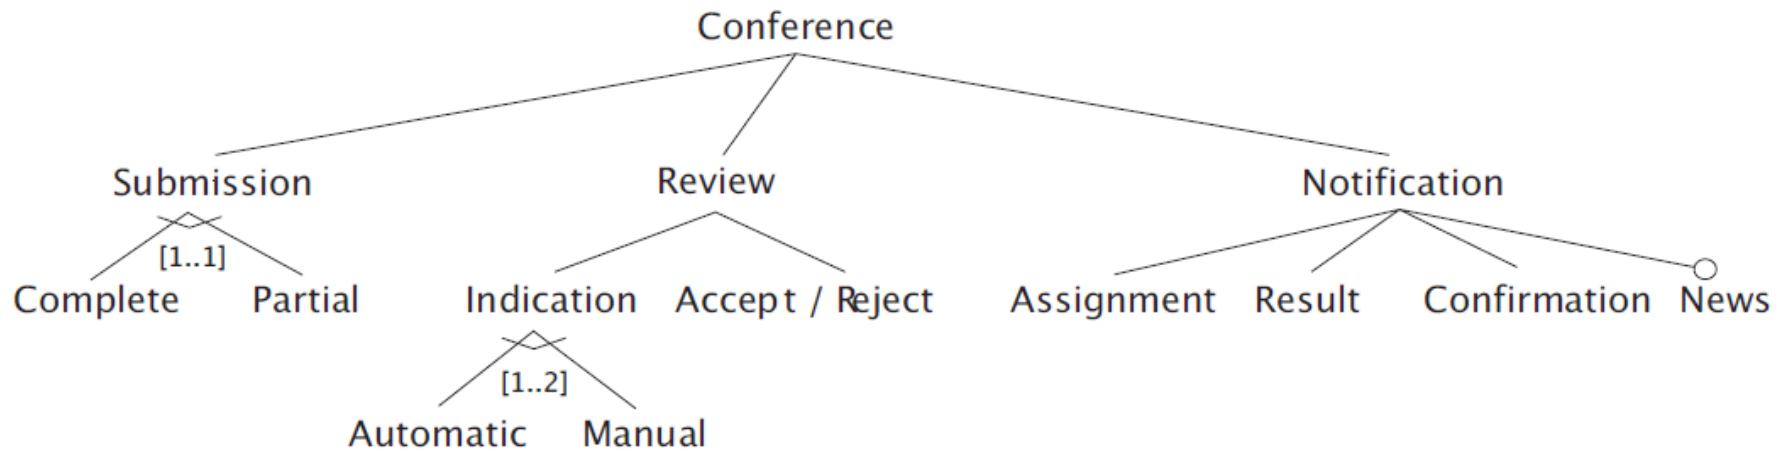 Conference
Submission Review Notification
[1..1]
Complete Partial Indication Accept / Reject Assignment Result Confirmation News
[1..2]
Automatic Manual